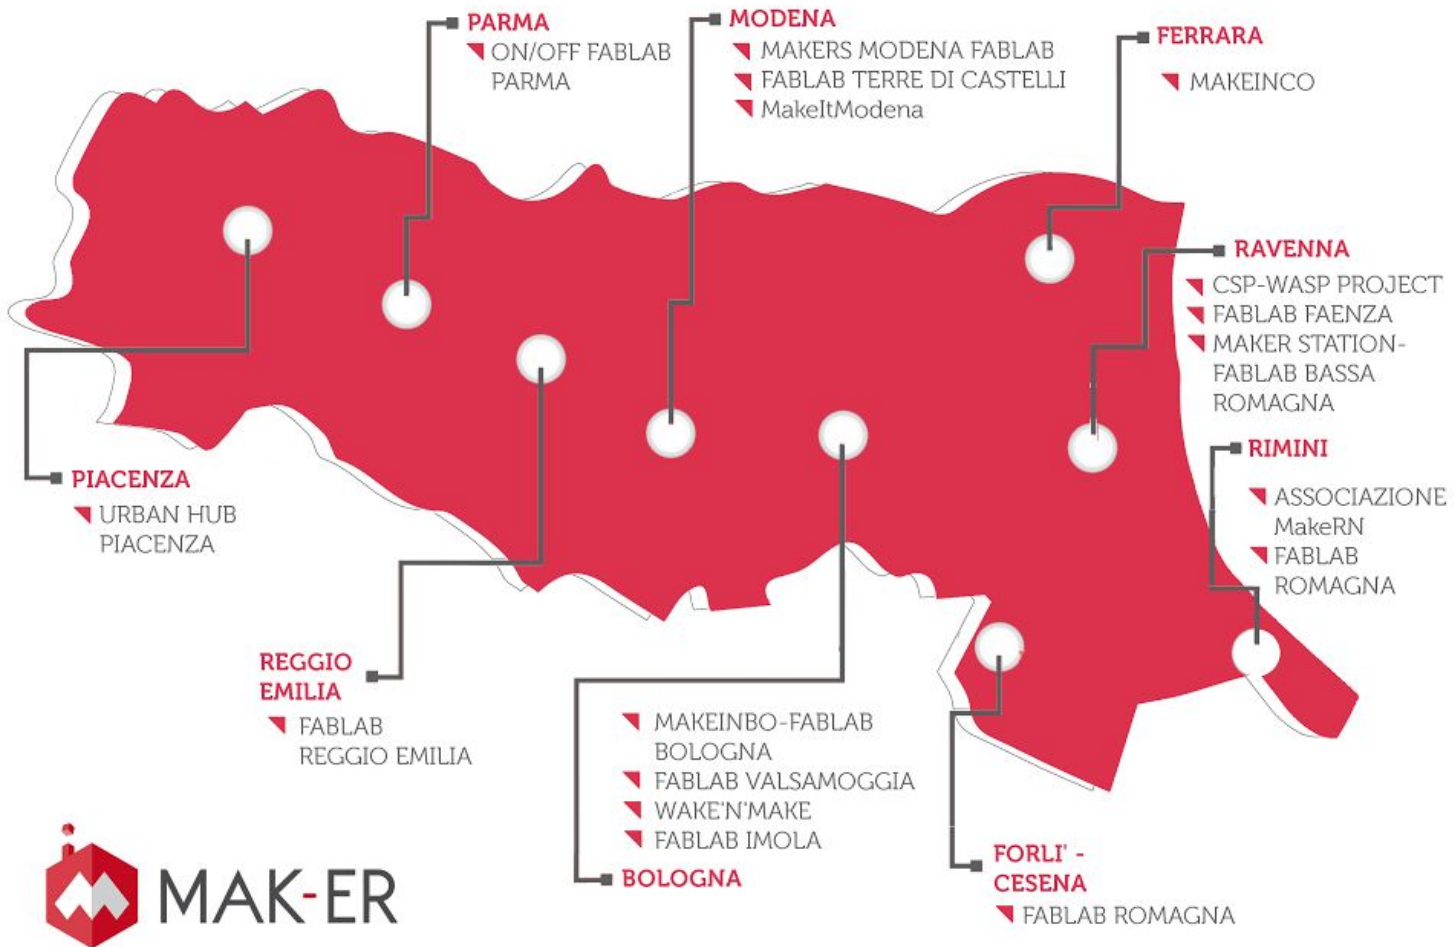 PARMA
ON/OFF FABLAB
PARMA
MODENA
MAKERS MODENA FABLAB
FABLAB TERRE DI CASTELLI
MakeItModena
FERRARA
MAKEINCO
RAVENNA
CSP-WASP PROJECT
FABLAB FAENZA
MAKER STATION-
FABLAB BASSA
ROMAGNA
RIMINI
ASSOCIAZIONE
MakeRN
FABLAB
ROMAGNA
PIACENZA
URBAN HUB
PIACENZA
REGGIO
EMILIA
FABLAB
REGGIO EMILIA
MAKEINBO-FABLAB
BOLOGNA
FABLAB VALSAMOGGIA
WAKE'N'MAKE
FABLAB IMOLA
BOLOGNA
FORLI' -
CESENA
FABLAB ROMAGNA
MAK-ER